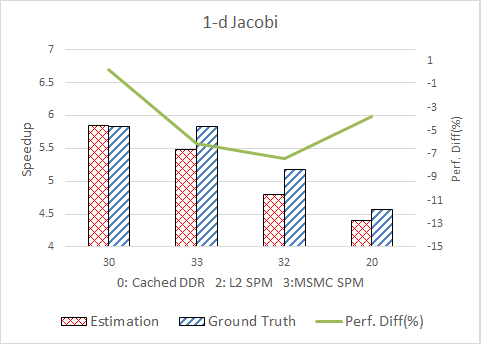 1-d Jacobi
7
6.5
6
5.5
5
4.5
4
Speedup
1
-1
-3
-5
-7
-9
-11
-13
-15
Perf. Diff(%)
30 33 32 20
0: Cached DDR 2: L2 SPM 3:MSMC SPM
Estimation Ground Truth Perf. Diff(%)